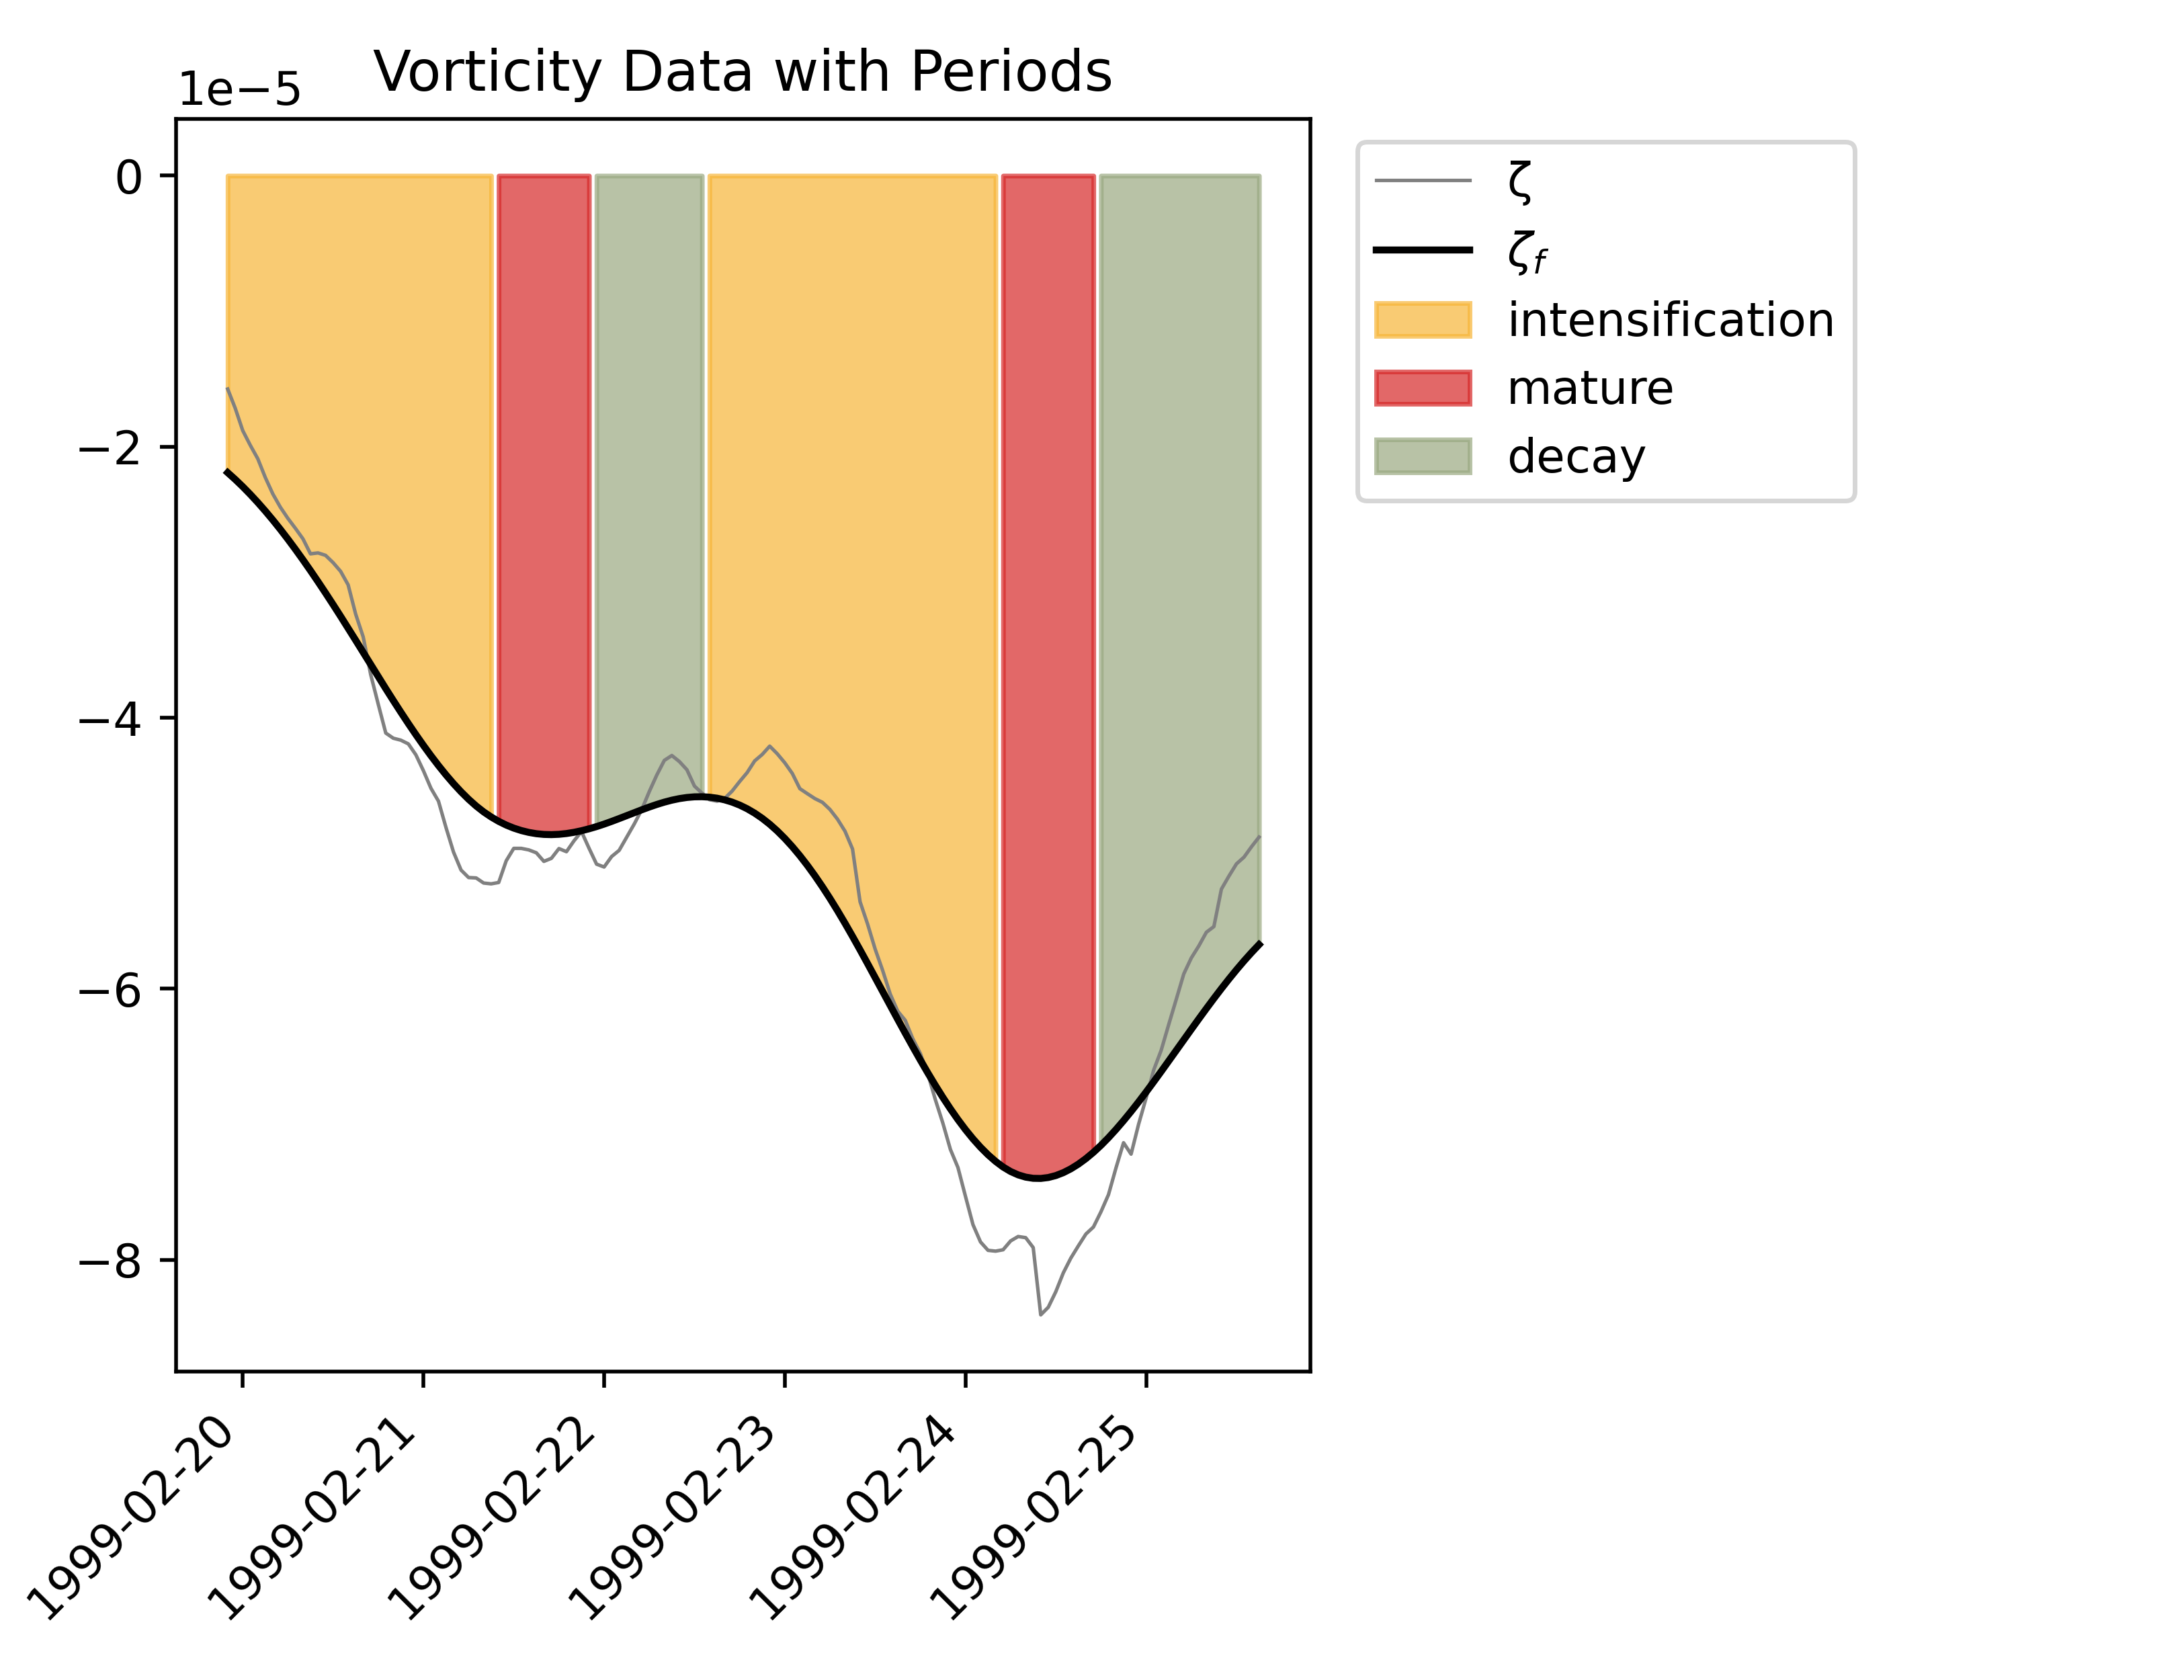 Vorticity Data with Periods
1e−5
0
−2
−4
−6
−8
1999-02-20
1999-02-21
1999-02-22
1999-02-23
1999-02-24
1999-02-25
ζ
ζf
intensification
mature
decay